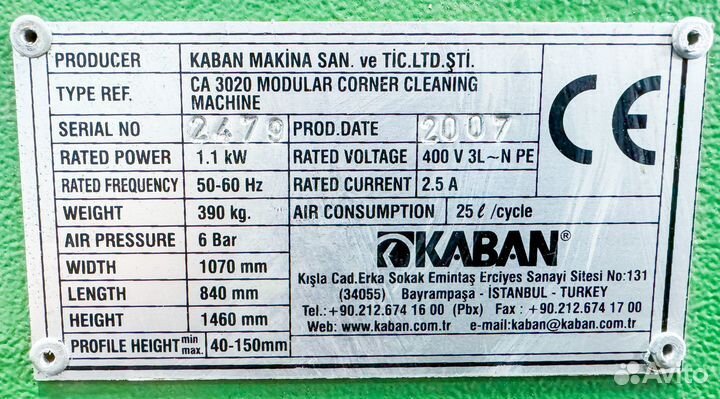 PRODUCER KABAN MAKİNA SAN. ve TİC.LTD.ŞTİ.
TYPE REF. CA 3020 MODULAR CORNER CLEANING
MACHINE
SERIAL NO 2479 PROD.DATE 2007
RATED POWER 1.1 kW RATED VOLTAGE 400 V 3L~N PE
RATED FREQUENCY 50-60 Hz RATED CURRENT 2.5 A
WEIGHT 390 kg. AIR CONSUMPTION 25 ℓ /cycle
AIR PRESSURE 6 Bar
WIDTH 1070 mm
LENGTH 840 mm
HEIGHT 1460 mm
PROFILE HEIGHT min max. 40-150mm
CE
KABAN®
Kışla Cad.Erka Sokak Emintaş Erciyes Sanayi Sitesi No:131
(34055) Bayrampaşa - İSTANBUL - TURKEY
Tel.:+90.212.674 16 00 (Pbx) Fax : +90.212.674 17 00
Web: www.kaban.com.tr e-mail:kaban@kaban.com.tr
Avito